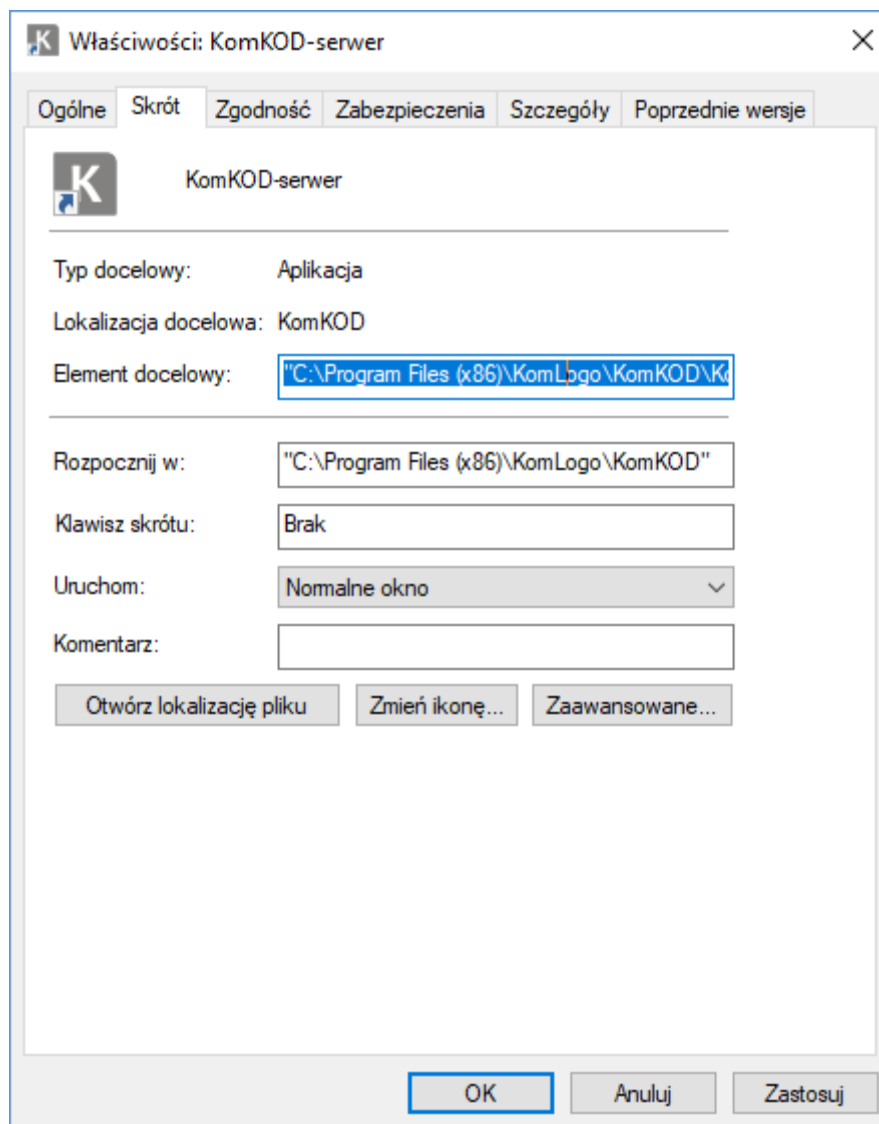 K Właściwości: KomKOD-serwer
Ogólne Skrót Zgodność Zabezpieczenia Szczegóły Poprzednie wersje
K KomKOD-serwer
Typ docelowy: Aplikacja
Lokalizacja docelowa: KomKOD
Element docelowy: "C:\Program Files (x86)\KomLogo\KomKOD\Ko
Rozpocznij w: "C:\Program Files (x86)\KomLogo\KomKOD"
Klawisz skrótu: Brak
Uruchom: Normalne okno
Komentarz:
Otwórz lokalizację pliku Zmień ikonę... Zaawansowane...
OK Anuluj Zastosuj